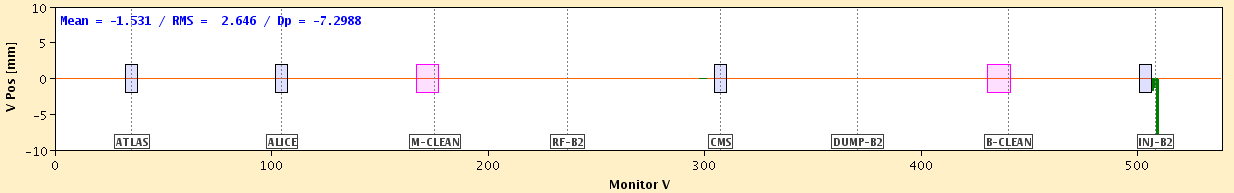 Mean = -1.531 / RMS =  2.646 / Dp = -7.2988
V Pos [mm]
10
5
0
-5
-10
ATLAS ALICE M-CLEAN RF-B2 CMS DUMP-B2 B-CLEAN INJ-B2
0 100 200 300 400 500
Monitor V